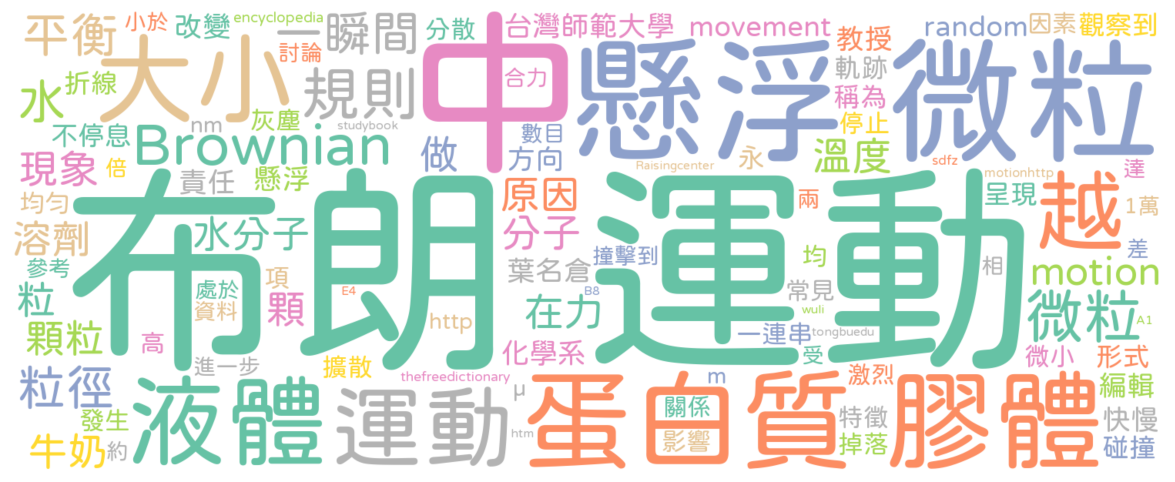 平衡 小於 改變 encyclopedia 一瞬間 分散 台灣師範大學 movement 教授 random 因素 觀察到
大小 討論 規則 中 合力 懸浮微粒 軌跡
水 折線 nm 灰塵 studybook 數目 稱為 停止
不停息 Brownian 做 方向 Raisingcenter 永 溫度 sdfz
現象 倍 責任 懸浮 原因 motionhttp 達
布朗運動 兩 呈現 越 1萬
均勻 溶劑 水分子 分子 撞擊到 均 差
參考 處於 項 葉名倉 相 motion
粒 資料 顆 E4 B8 在力 常見 微粒
顆粒 高 http 一連串 wuli tongbuedu A1
進一步 擴散 化學系 受 微小 形式
粒徑 thefreedictionary μ m 激烈 編輯
發生 液體 運動 蛋白質 關係 特徵 膠體 快慢
牛奶 約 htm 影響 掉落 碰撞